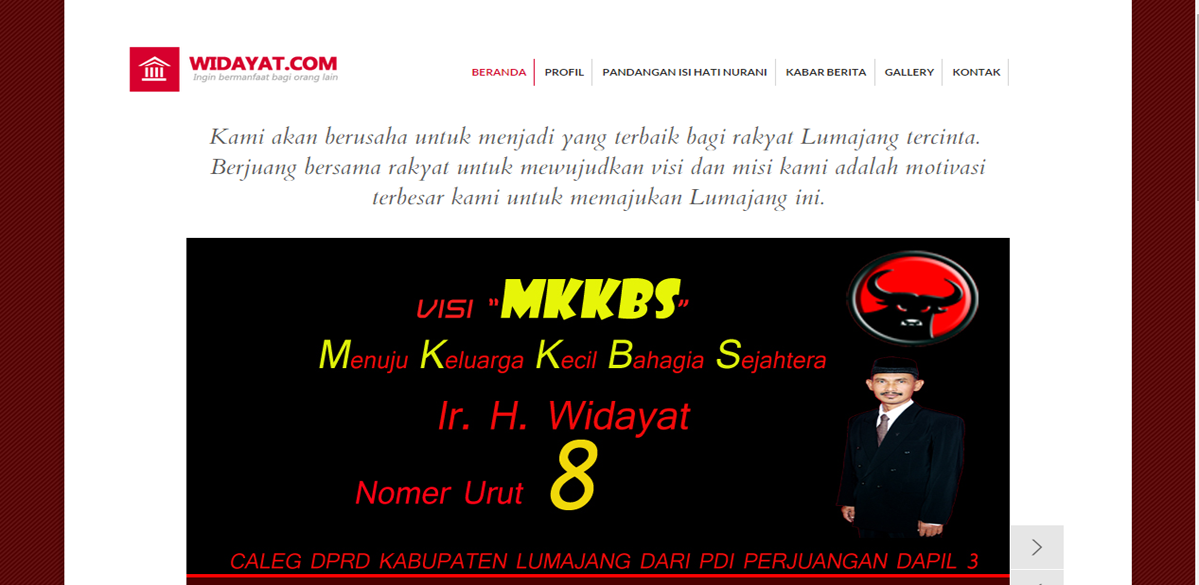 WIDAYAT.COM
Ingin bermanfaat bagi orang lain
BERANDA PROFIL PANDANGAN ISI HATI NURANI KABAR BERITA GALLERY KONTAK
Kami akan berusaha untuk menjadi yang terbaik bagi rakyat Lumajang tercinta.
Berjuang bersama rakyat untuk mewujudkan visi dan misi kami adalah motivasi
terbesar kami untuk memajukan Lumajang ini.
VISI "MKKBS"
Menuju Keluarga Kecil Bahagia Sejahtera
Ir. H. Widayat
Nomer Urut 8
CALEG DPRD KABUPATEN LUMAJANG DARI PDI PERJUANGAN DAPIL 3